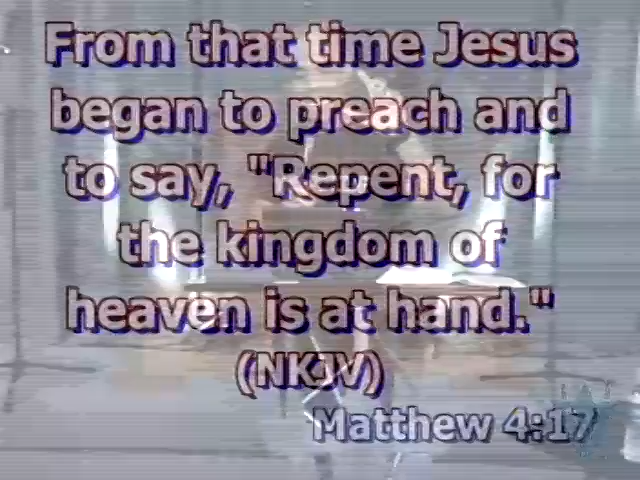 From that time Jesus
began to preach and
to say, "Repent, for
the kingdom of
heaven is at hand."
(NKJV)
Matthew 4:17